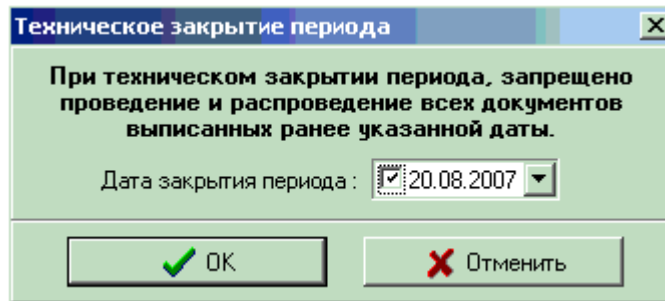 Техническое закрытие периода
При техническом закрытии периода, запрещено
проведение и распроведение всех документов
выписанных ранее указанной даты.
Дата закрытия периода : 20.08.2007
OK Отменить